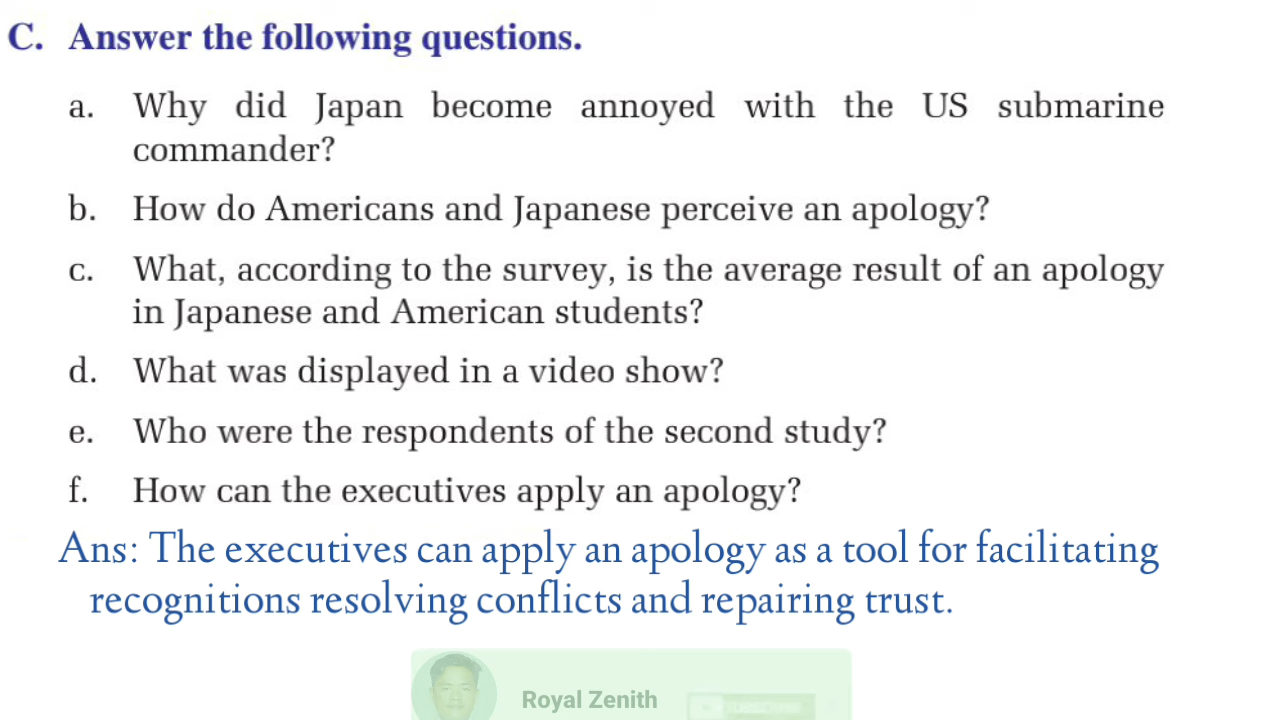 C. Answer the following questions.
a. Why did Japan become annoyed with the US submarine
commander?
b. How do Americans and Japanese perceive an apology?
c. What, according to the survey, is the average result of an apology
in Japanese and American students?
d. What was displayed in a video show?
e. Who were the respondents of the second study?
f. How can the executives apply an apology?
Ans: The executives can apply an apology as a tool for facilitating
recognitions resolving conflicts and repairing trust.
Royal Zenith